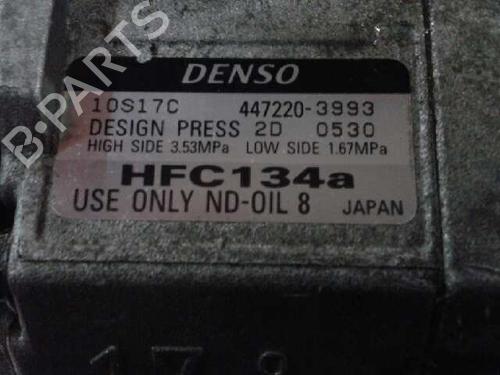 B-PARTS
DENSO
10S17C 447220-3993
DESIGN PRESS 2D 0530
HIGH SIDE 3.53MPa LOW SIDE 1.67MPa
HFC134a
USE ONLY ND-OIL 8 JAPAN